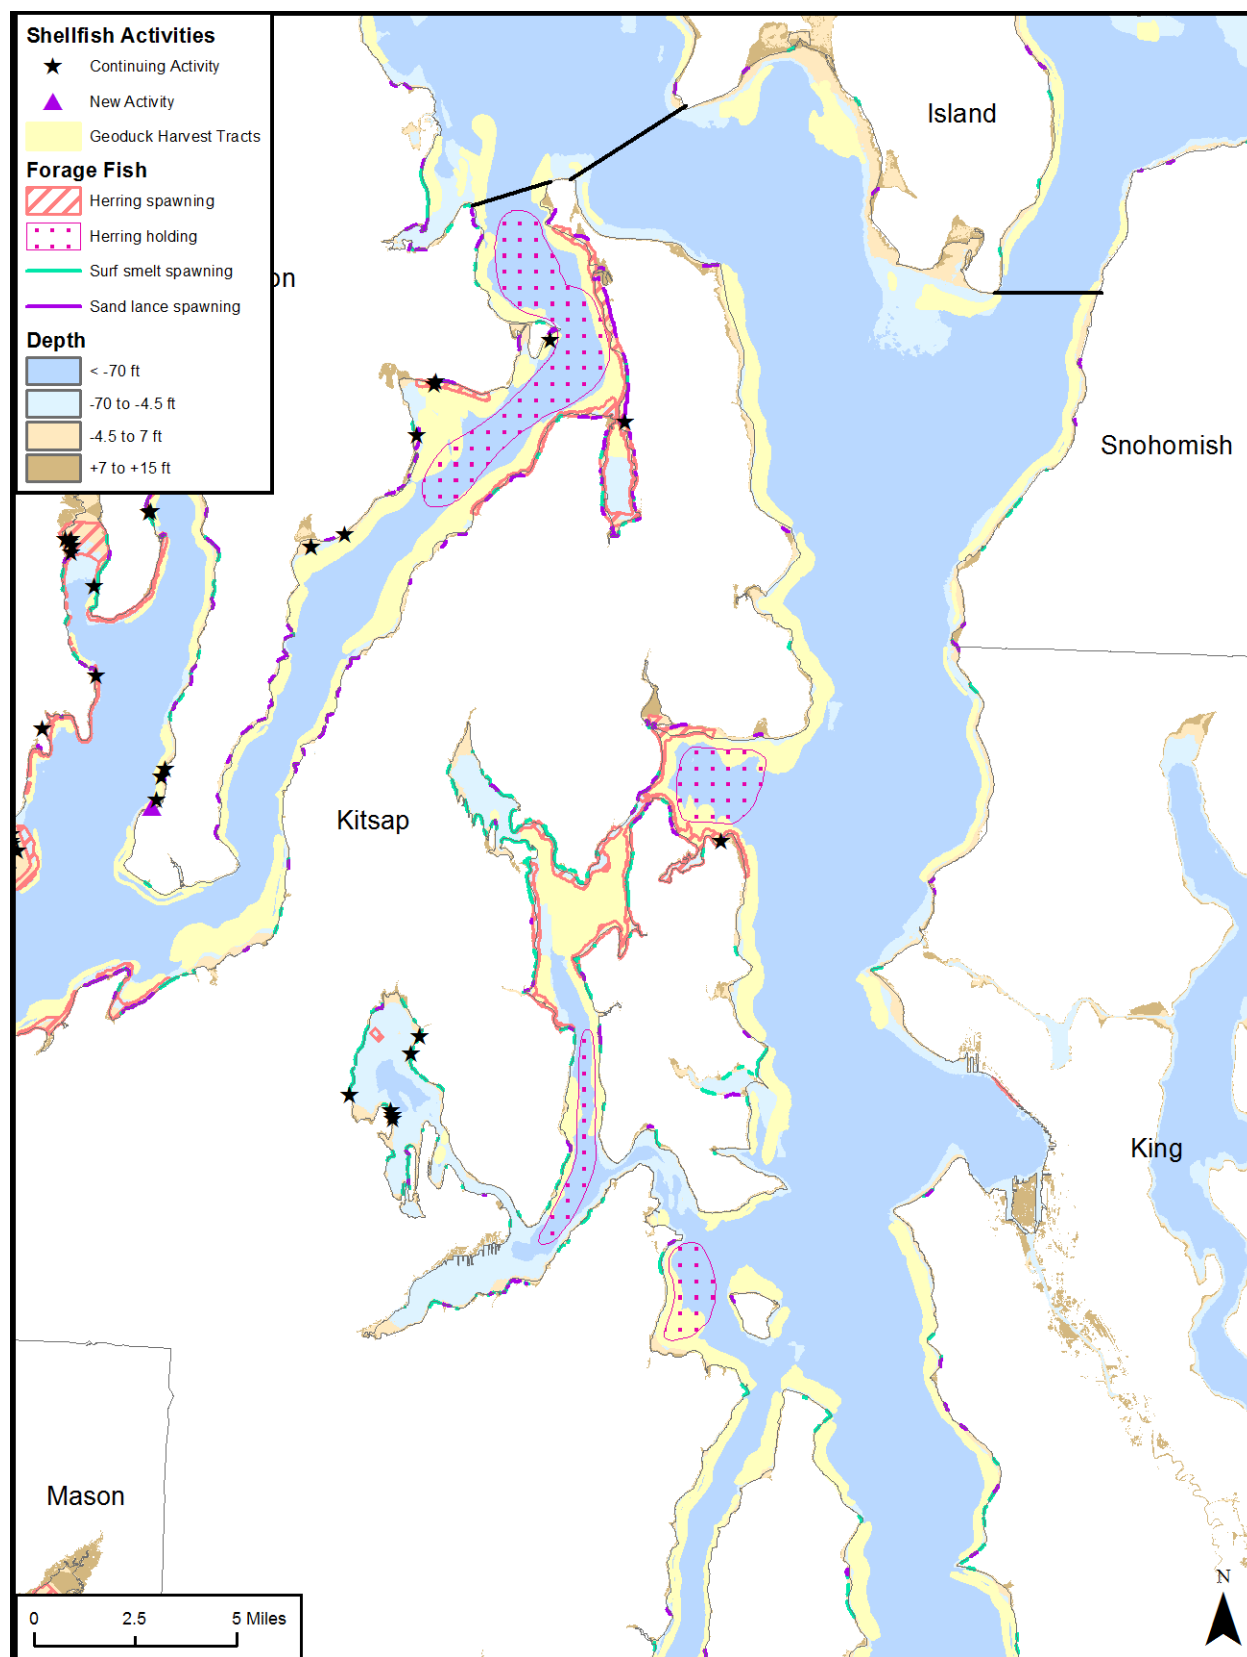 Shellfish Activities
Continuing Activity
New Activity
Geoduck Harvest Tracts
Forage Fish
Herring spawning
Herring holding
Surf smelt spawning
Sand lance spawning
Depth
< -70 ft
-70 to -4.5 ft
-4.5 to 7 ft
+7 to +15 ft
Island
on
Snohomish
Kitsap
King
Mason
N
0 2.5 5 Miles